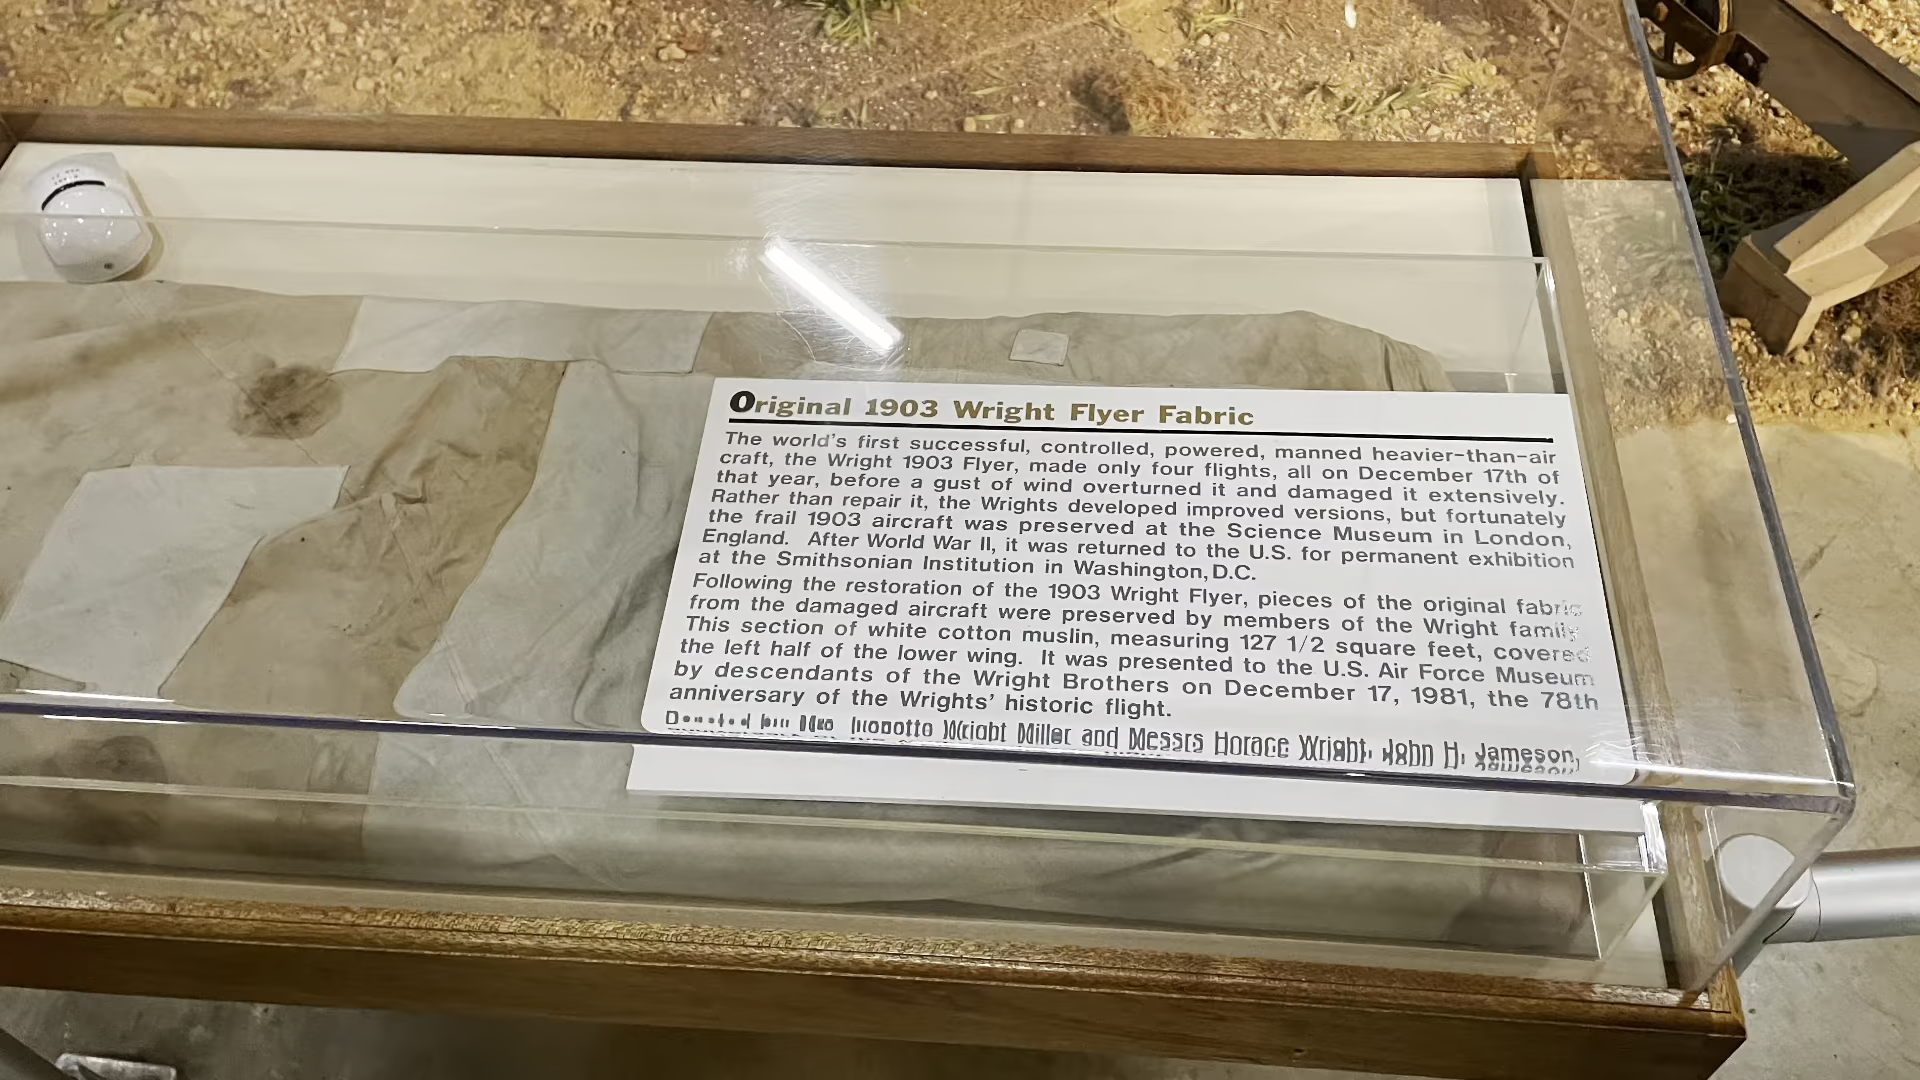 Original 1903 Wright Flyer Fabric
The world's first successful, controlled, powered, manned heavier-than-air
craft, the Wright 1903 Flyer, made only four flights, all on December 17th of
that year, before a gust of wind overturned it and damaged it extensively.
Rather than repair it, the Wrights developed improved versions, but fortunately
the frail 1903 aircraft was preserved at the Science Museum in London,
England. After World War II, it was returned to the U.S. for permanent exhibition
at the Smithsonian Institution in Washington, D.C.
Following the restoration of the 1903 Wright Flyer, pieces of the original fabric
from the damaged aircraft were preserved by members of the Wright family.
This section of white cotton muslin, measuring 127 1/2 square feet, covered
the left half of the lower wing. It was presented to the U.S. Air Force Museum
by descendants of the Wright Brothers on December 17, 1981, the 78th
anniversary of the Wrights' historic flight.
Wright Miller and Messrs Horace Wright, John H. Jameson,